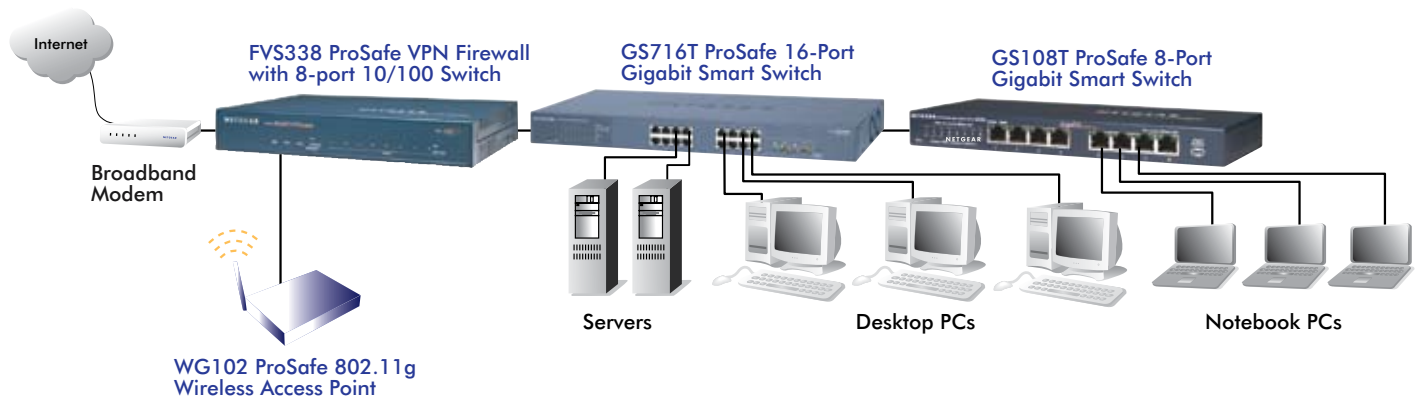 Internet
FVS338 ProSafe VPN Firewall
with 8-port 10/100 Switch
GS716T ProSafe 16-Port
Gigabit Smart Switch
GS108T ProSafe 8-Port
Gigabit Smart Switch
NETGEAR
NETGEAR
Broadband
Modem
Servers
Desktop PCs
Notebook PCs
WG102 ProSafe 802.11g
Wireless Access Point